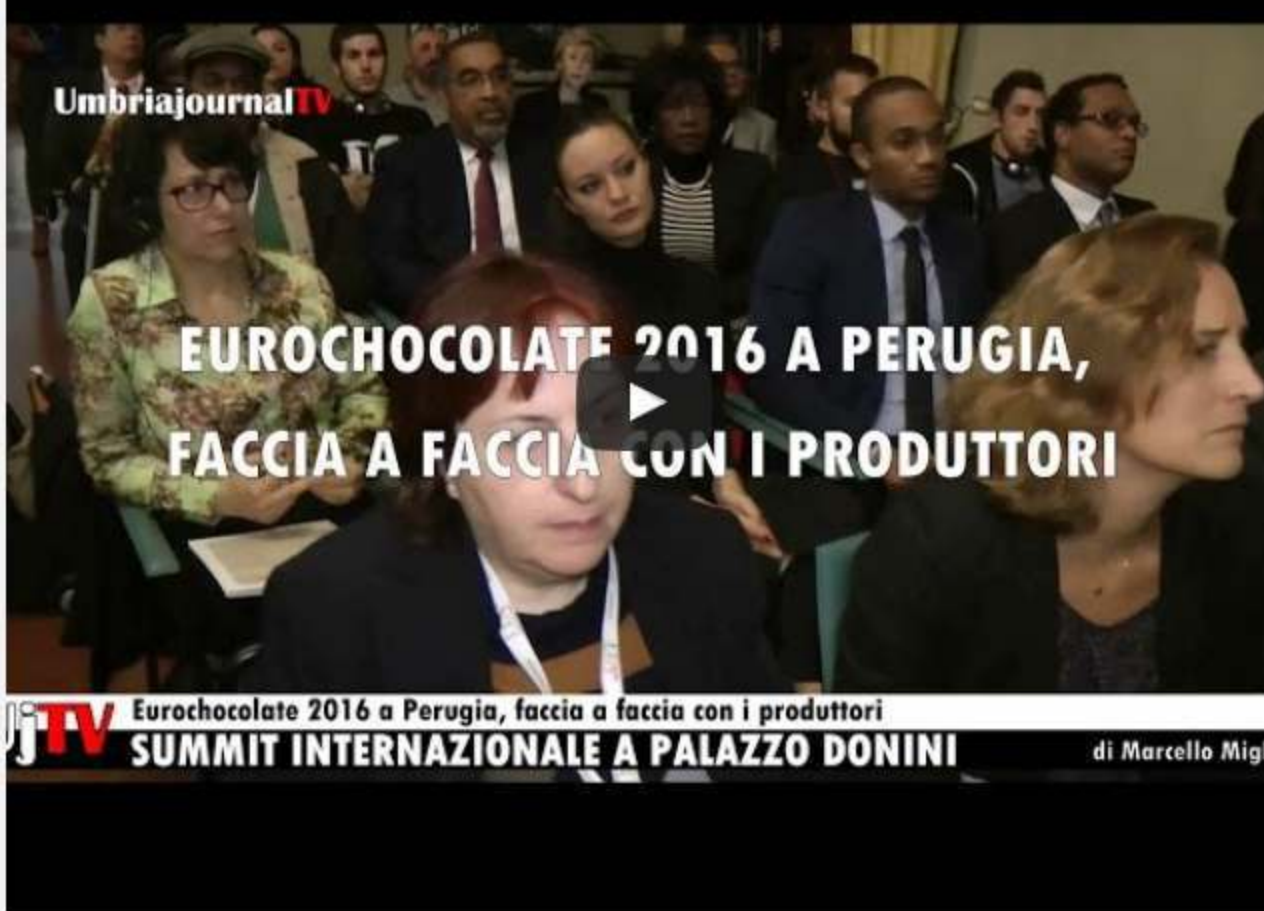 UmbriajournalTV
EUROCHOCOLATE 2016 A PERUGIA,
FACCIA A FACCIA CON I PRODUTTORI
UjTV Eurochocolate 2016 a Perugia, faccia a faccia con i produttori
SUMMIT INTERNAZIONALE A PALAZZO DONINI
di Marcello Migl